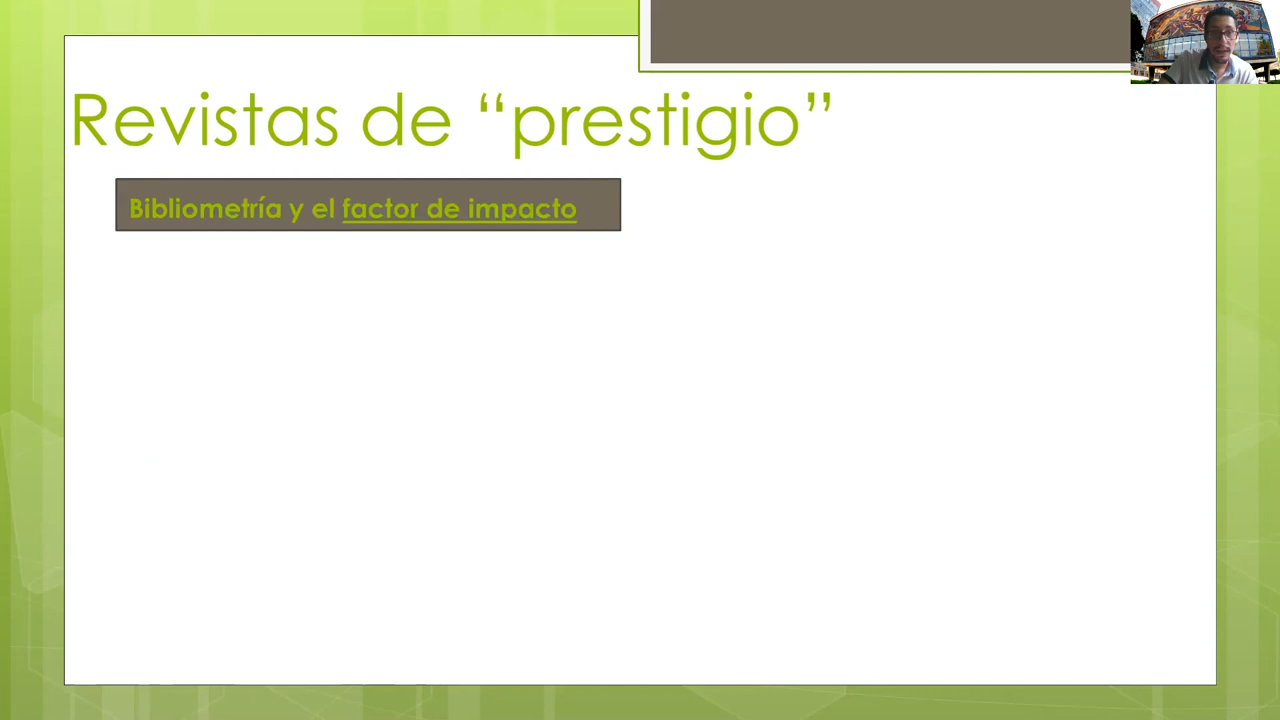 Revistas de “prestigio”
Bibliometría y el factor de impacto